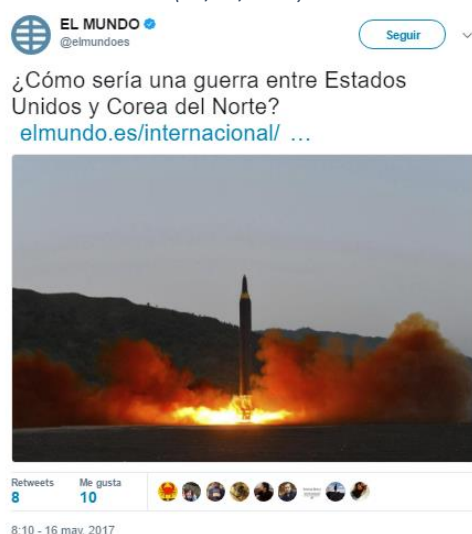 EL MUNDO
@elmundoes
Seguir
¿Cómo sería una guerra entre Estados
Unidos y Corea del Norte?
elmundo.es/internacional/ ...
Retweets Me gusta
8 10
8:10 - 16 may. 2017